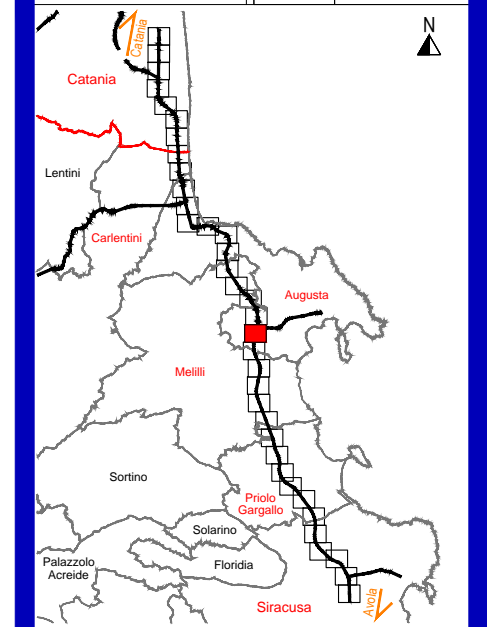 Catania
N
Catania
Lentini
Carlentini
Augusta
Melilli
Sortino
Priolo
Gargallo
Solarino
Palazzolo
Acreide
Floridia
Siracusa
Avola